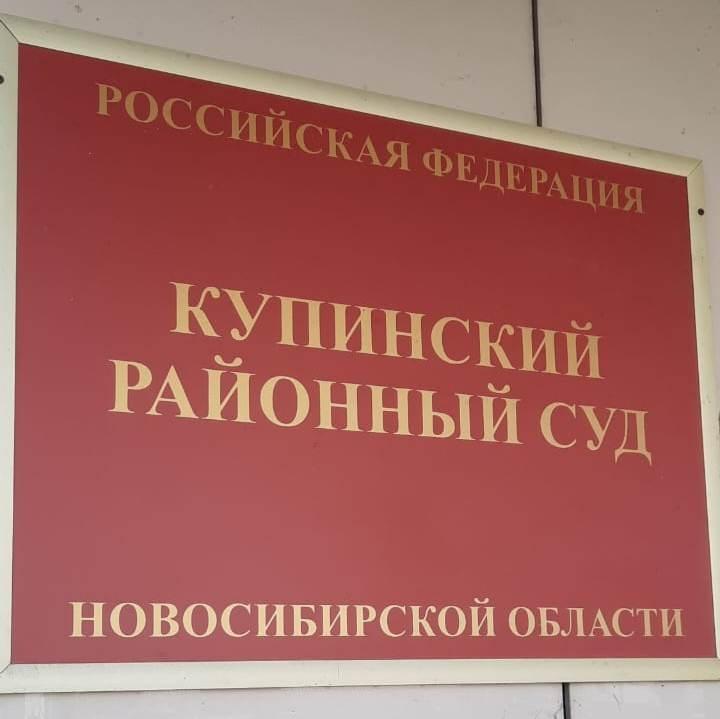 РОССИЙСКАЯ ФЕДЕРАЦИЯ
КУПИНСКИЙ
РАЙОННЫЙ СУД
НОВОСИБИРСКОЙ ОБЛАСТИ